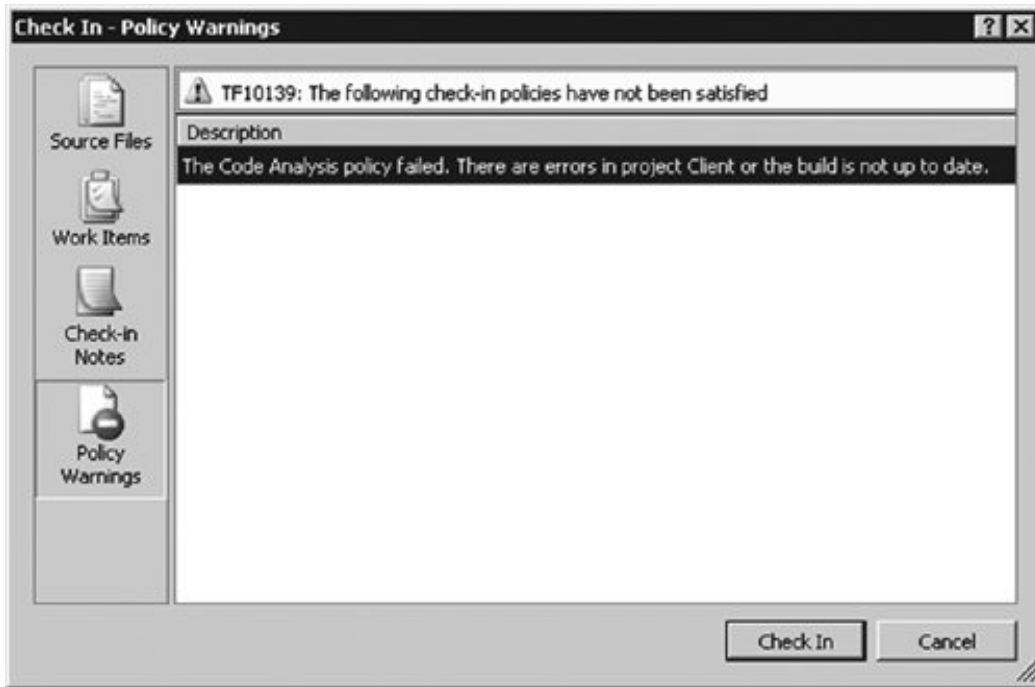 Check In - Policy Warnings
Source Files
Work Items
Check-in
Notes
Policy
Warnings
TF10139: The following check-in policies have not been satisfied
Description
The Code Analysis policy failed. There are errors in project Client or the build is not up to date.
Check In
Cancel